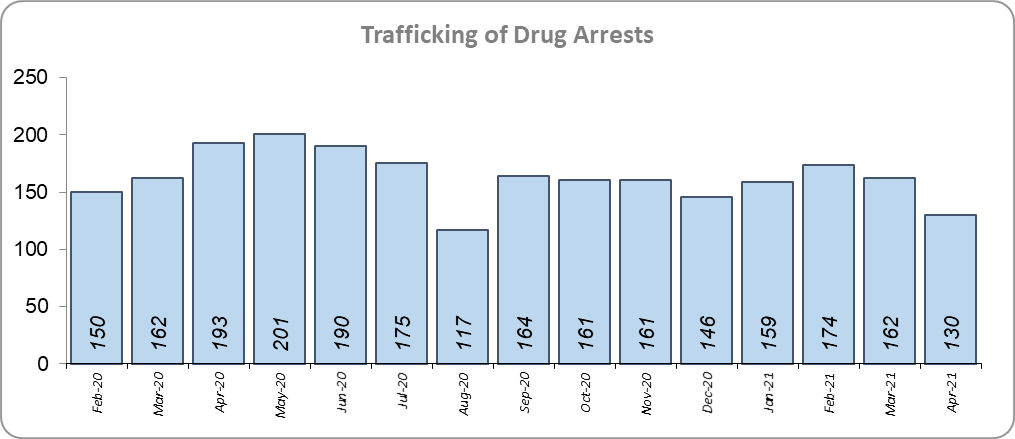 Trafficking of Drug Arrests
250
200
150
100
50
0
150
162
193
201
190
175
117
164
161
161
146
159
174
162
130
Feb-20
Mar-20
Apr-20
May-20
Jun-20
Jul-20
Aug-20
Sep-20
Oct-20
Nov-20
Dec-20
Jan-21
Feb-21
Mar-21
Apr-21